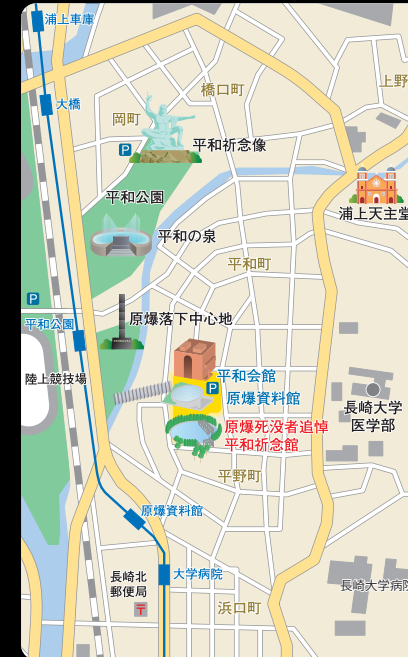 浦上車庫
大橋
橋口町
上野
岡町
P
平和祈念像
平和公園
浦上天主堂
平和の泉
平和町
P
原爆落下中心地
平和公園
陸上競技場
平和会館
P
原爆資料館
長崎大学
医学部
原爆死没者追悼
平和祈念館
平野町
原爆資料館
長崎北
郵便局
〒
大学病院
長崎大学病院
浜口町